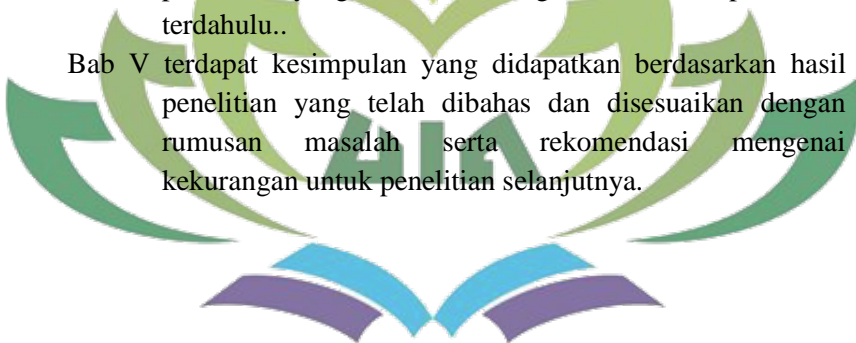 terdahulu..
Bab V terdapat kesimpulan yang didapatkan berdasarkan hasil
penelitian yang telah dibahas dan disesuaikan dengan
rumusan masalah serta rekomendasi mengenai
kekurangan untuk penelitian selanjutnya.